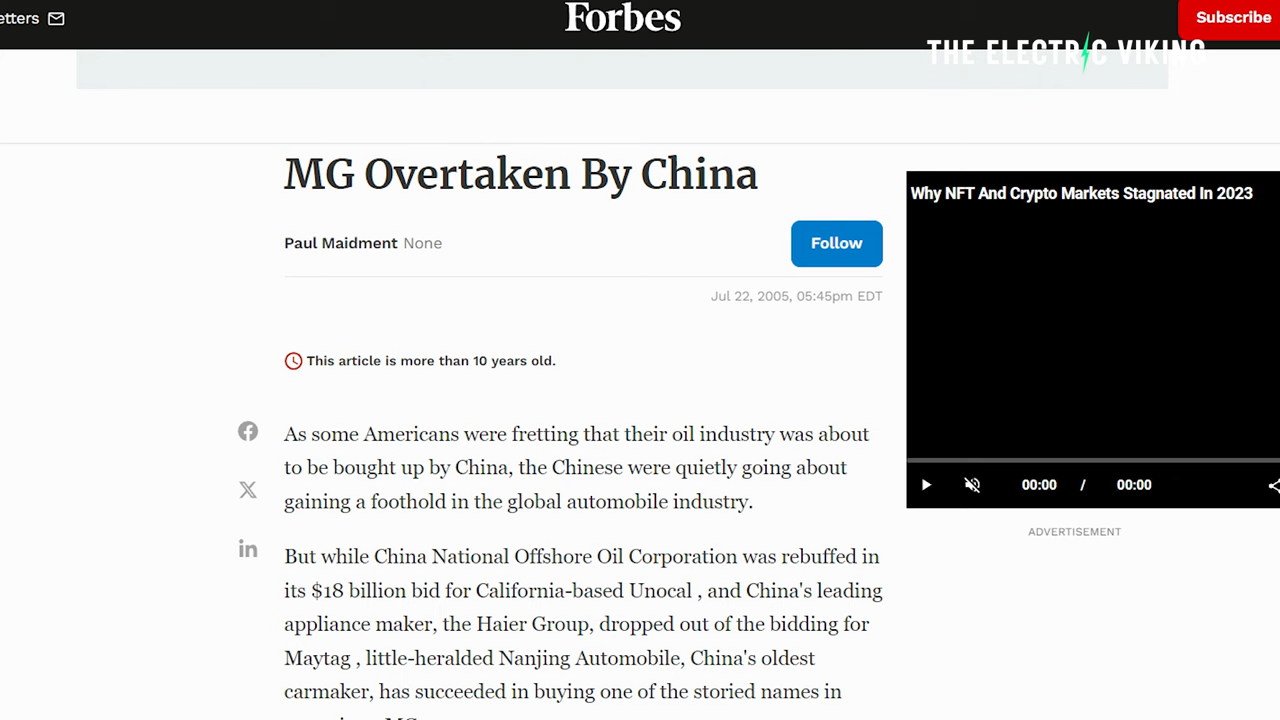 etters
Forbes
Subscribe
THE ELECTRIC VIKING
MG Overtaken By China
Paul Maidment None
Follow
Jul 22, 2005, 05:45pm EDT
This article is more than 10 years old.
As some Americans were fretting that their oil industry was about
to be bought up by China, the Chinese were quietly going about
gaining a foothold in the global automobile industry.
But while China National Offshore Oil Corporation was rebuffed in
its $18 billion bid for California-based Unocal , and China's leading
appliance maker, the Haier Group, dropped out of the bidding for
Maytag , little-heralded Nanjing Automobile, China's oldest
carmaker, has succeeded in buying one of the storied names in
Why NFT And Crypto Markets Stagnated In 2023
00:00 / 00:00
ADVERTISEMENT